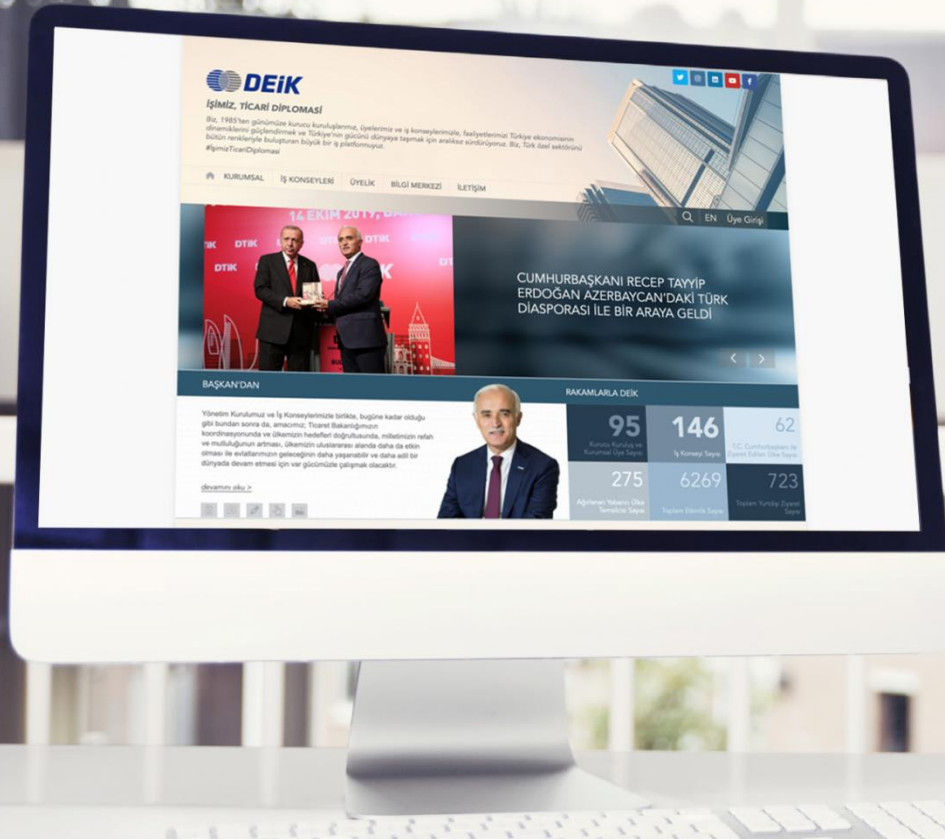 DEiK
İŞİMİZ, TİCARİ DİPLOMASİ
Biz, 1985'ten günümüze kurucu kuruluşlarımız, üyelerimiz ve iş konseylerimizle, faaliyetlerimizi Türkiye ekonomisinin
dinamiklerini güçlendirmek ve Türkiye'nin gücünü dünyaya taşımak için aralıksız sürdürüyoruz. Biz, Türk özel sektörünü
bütün renkleriyle buluşturan büyük bir iş platformuyuz.
#İşimizTicariDiplomasi
KURUMSAL İŞ KONSEYLERİ ÜYELİK BİLGİ MERKEZİ İLETİŞİM
EN Üye Girişi
14 EKİM 2019,
DTİK DTİK
DTİK
CUMHURBAŞKANI RECEP TAYYİP
ERDOĞAN AZERBAYCAN'DAKİ TÜRK
DİASPORASI İLE BİR ARAYA GELDİ
BAŞKAN'DAN
RAKAMLARLA DEİK
Yönetim Kurulumuz ve İş Konseylerimizle birlikte, bugüne kadar olduğu
gibi bundan sonra da, amacımız; Ticaret Bakanlığımızın
koordinasyonunda ve ülkemizin hedefleri doğrultusunda, milletimizin refah
ve mutluluğunun artması, ülkemizin uluslararası alanda daha da etkin
olması ile evlatlarımızın geleceğinin daha yaşanabilir ve daha adil bir
dünyada devam etmesi için var gücümüzle çalışmak olacaktır.
devamını oku >
95
Kurucu Kuruluş ve
Kurumsal Üye Sayısı
146
İş Konseyi Sayısı
62
T.C. Cumhurbaşkanı ile
Ziyaret Edilen Ülke Sayısı
275
Ağırlanan Yabancı Ülke
Temsilcisi Sayısı
6269
Toplam Etkinlik Sayısı
723
Toplam Yurtdışı Ziyaret
Sayısı